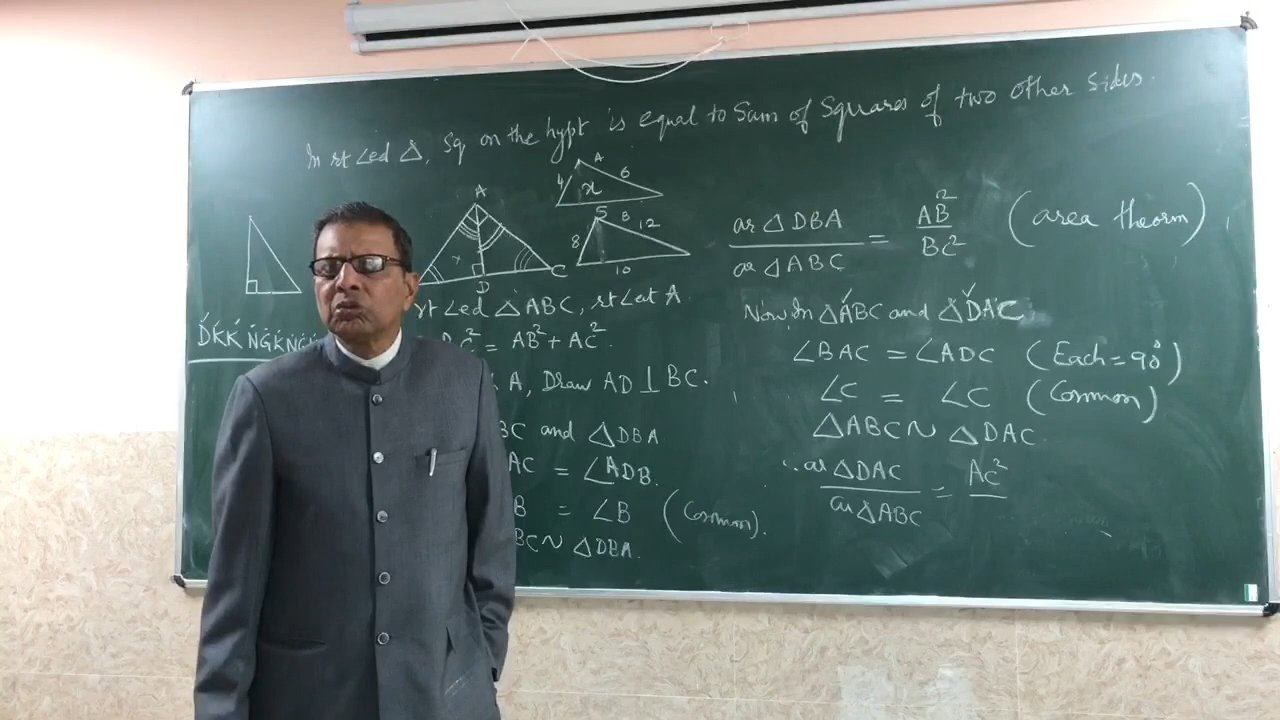 In rt ∠ed △, Sq on the hypt is equal to Sum of Squares of two other sides.
A
4 6
x
5
A
x
D
C
8 8 12
10
rt ∠ed △ABC, rt ∠ at A.
= AB² + AC².
A, Draw AD ⊥ BC.
BC and △DBA
AC = ∠ADB.
B = ∠B (Common).
BC ~ △DBA.
ar △DBA / ar △ABC = AB² / BC² (area theorm)
Now, In △ABC and △DAC
∠BAC = ∠ADC (Each = 90°)
∠C = ∠C (Common)
△ABC ~ △DAC
∴ ar △DAC / ar △ABC = AC²